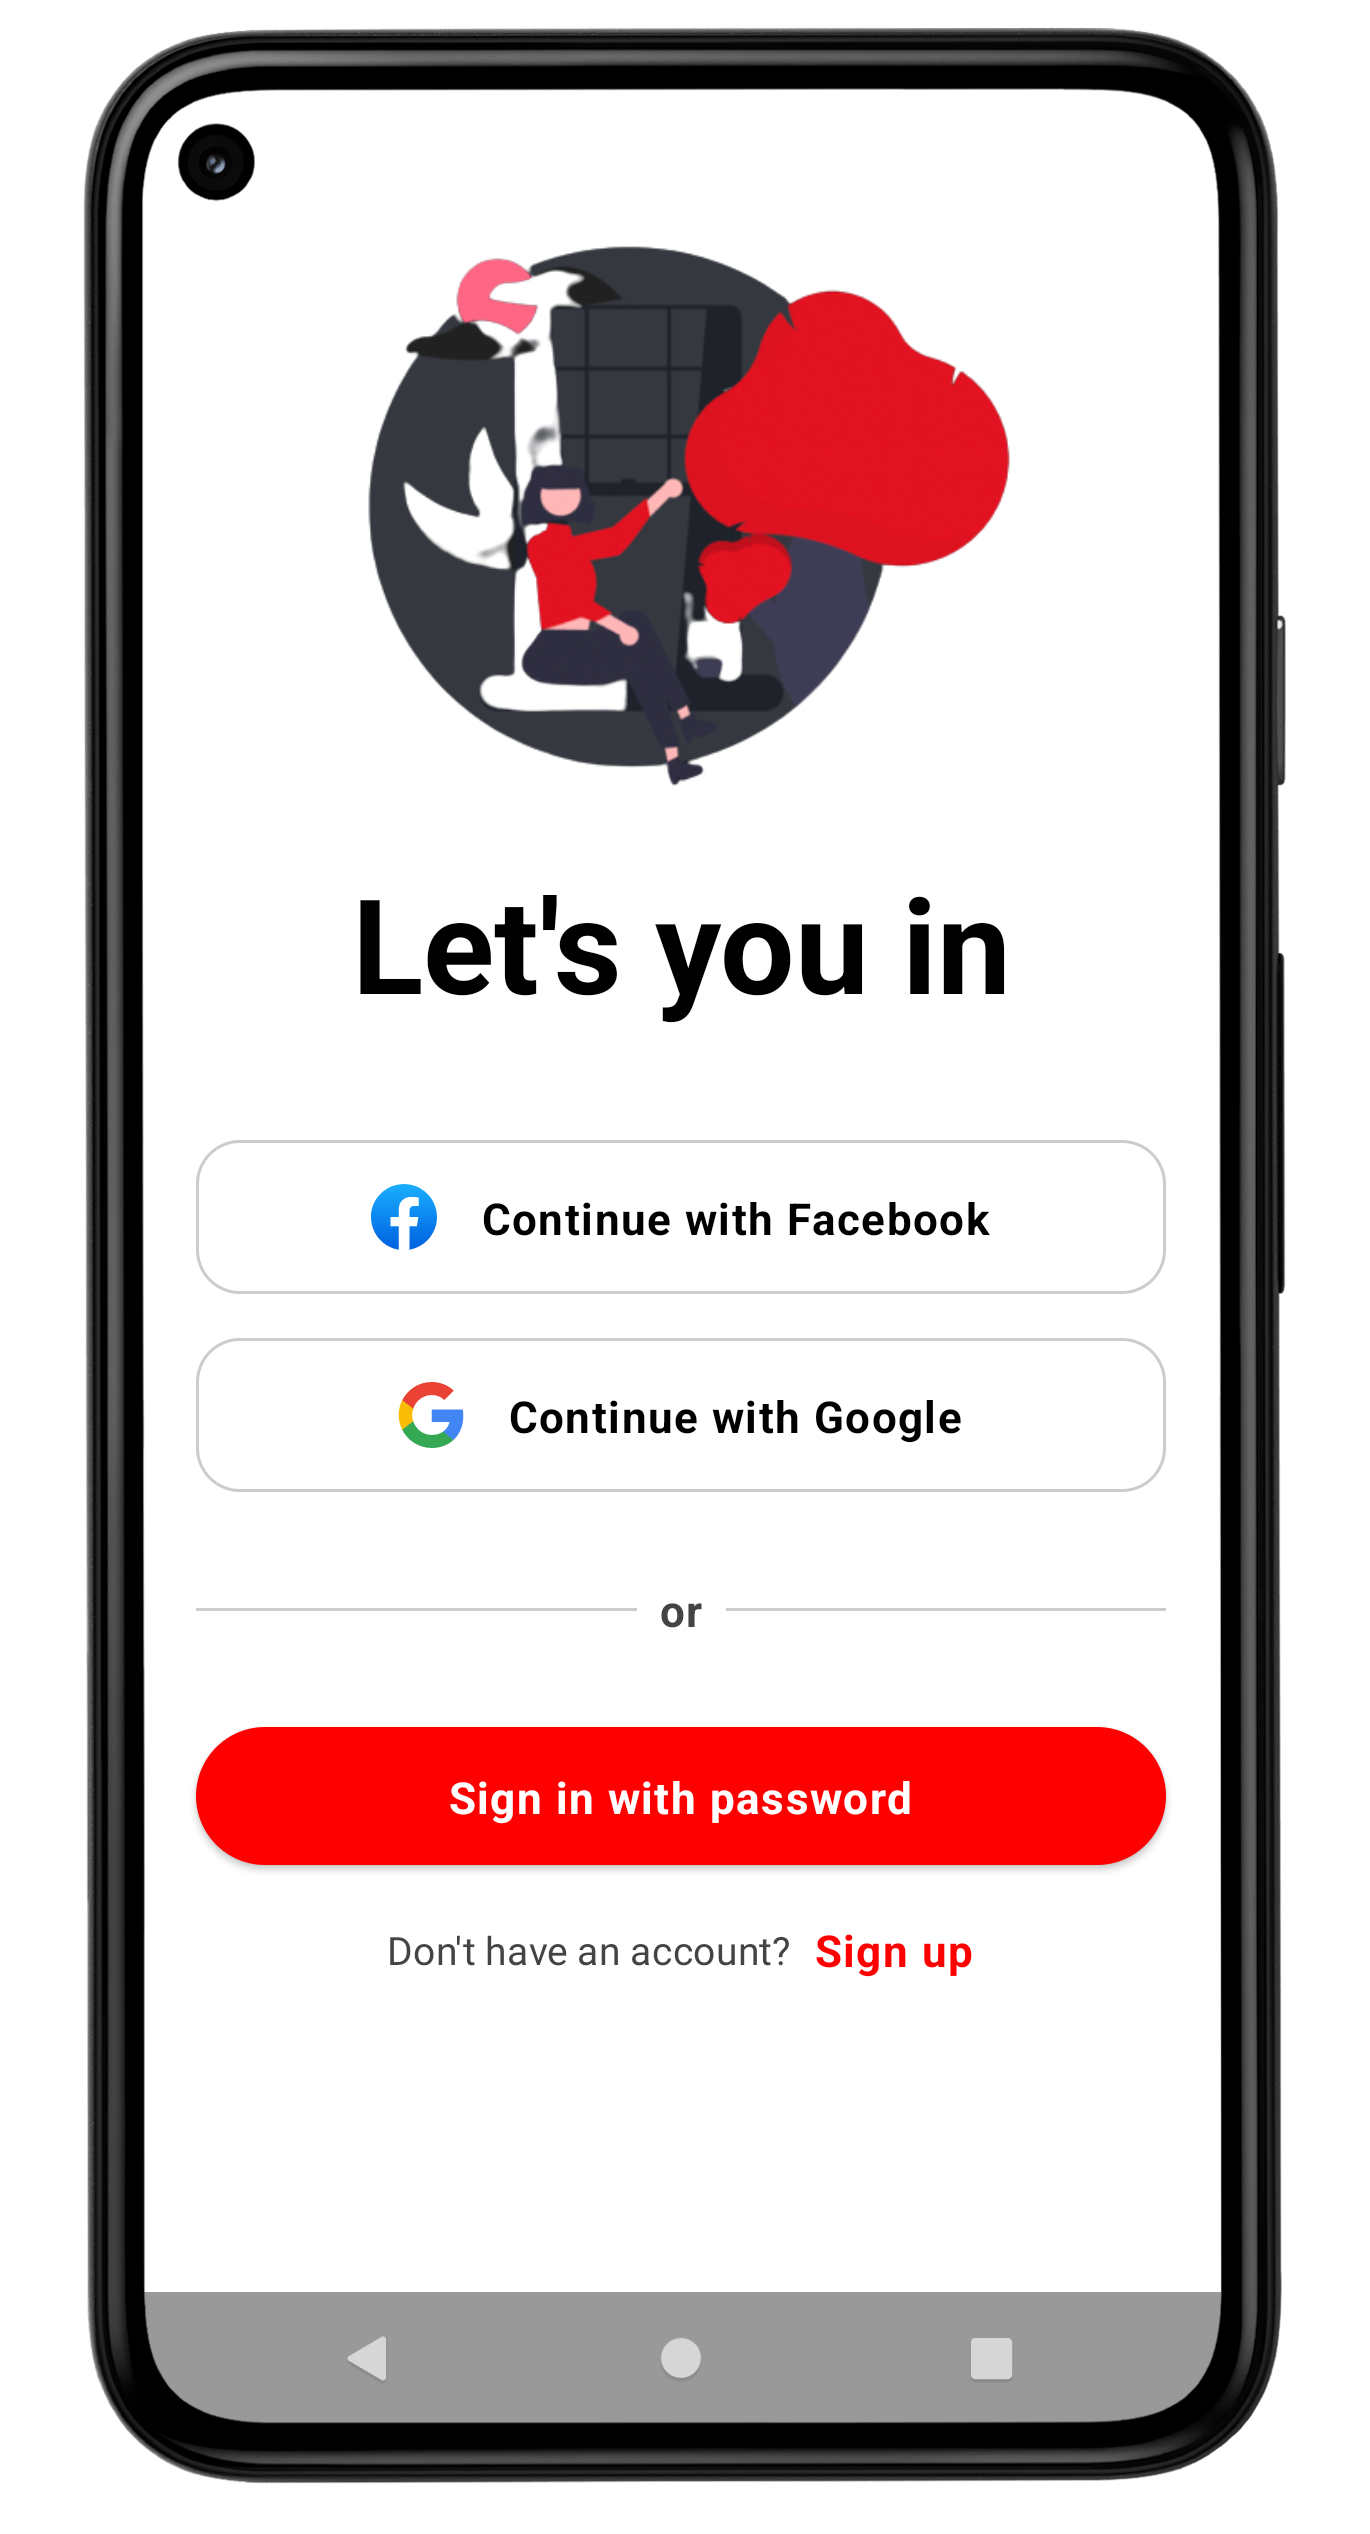 Let's you in
Continue with Facebook
Continue with Google
or
Sign in with password
Don't have an account? Sign up